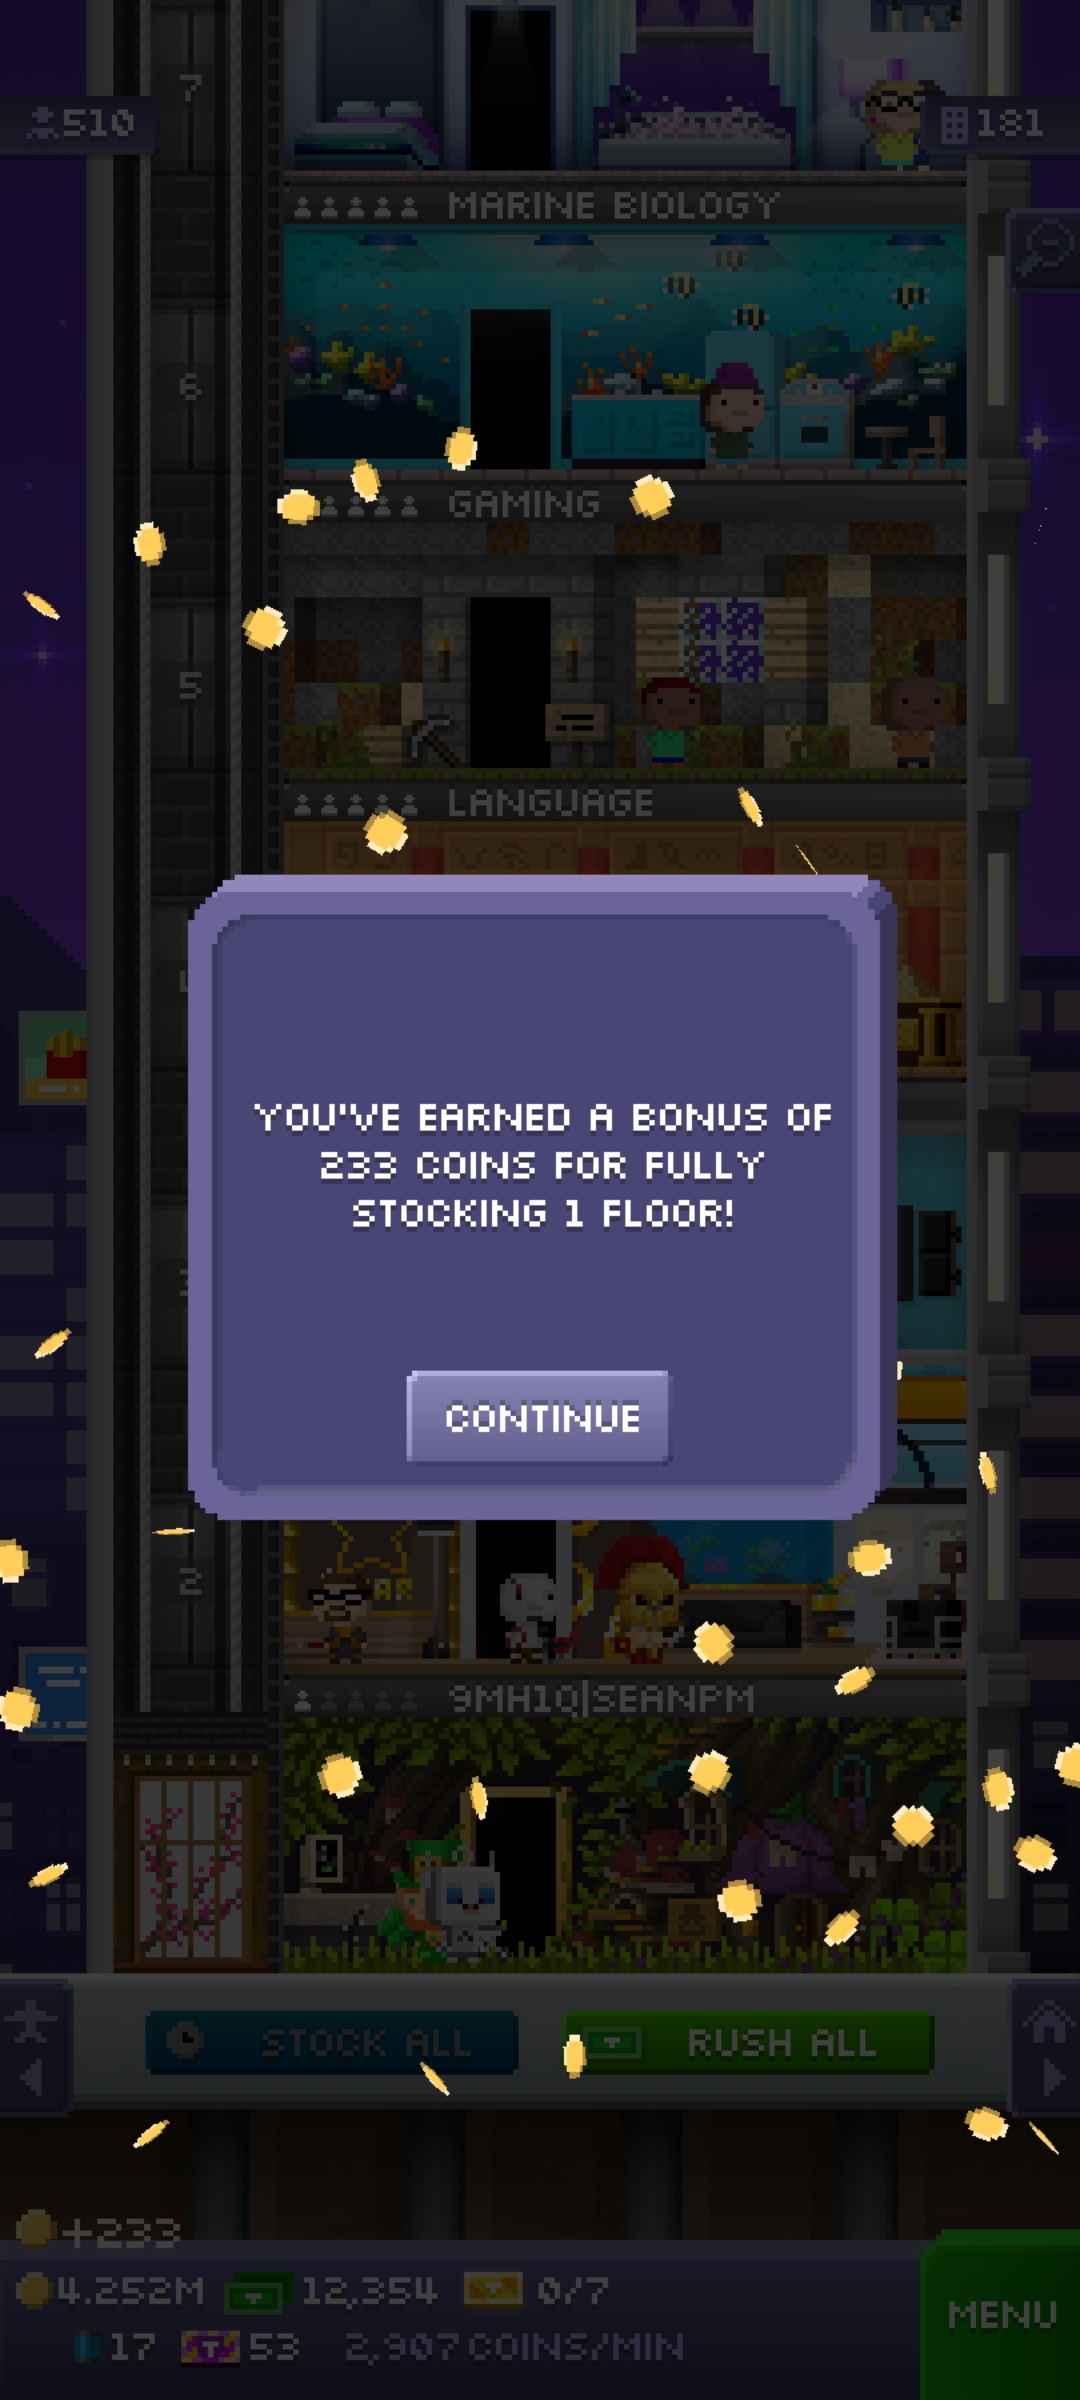 7
510
181
MARINE BIOLOGY
6
GAMING
5
LANGUAGE
YOU'VE EARNED A BONUS OF
233 COINS FOR FULLY
STOCKING 1 FLOOR!
CONTINUE
2
9MH1Q|SEANPM
STOCK ALL
RUSH ALL
+233
4.252M
12,354
0/7
17
53
2,907 COINS/MIN
MENU